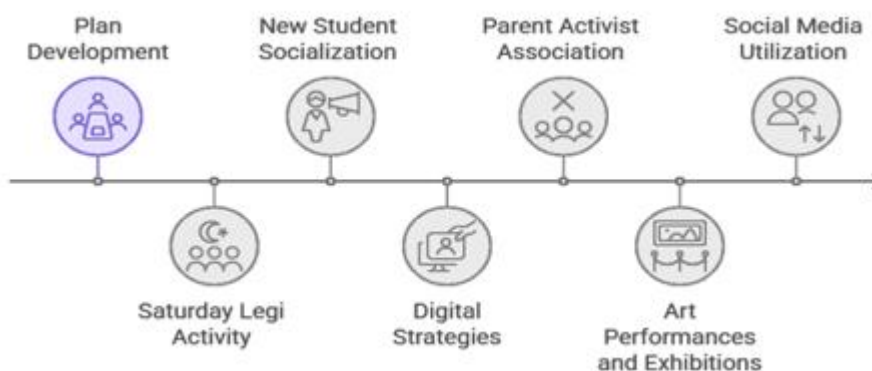 Plan
Development
New Student
Socialization
Parent Activist
Association
Social Media
Utilization
Saturday Legi
Activity
Digital
Strategies
Art
Performances
and Exhibitions